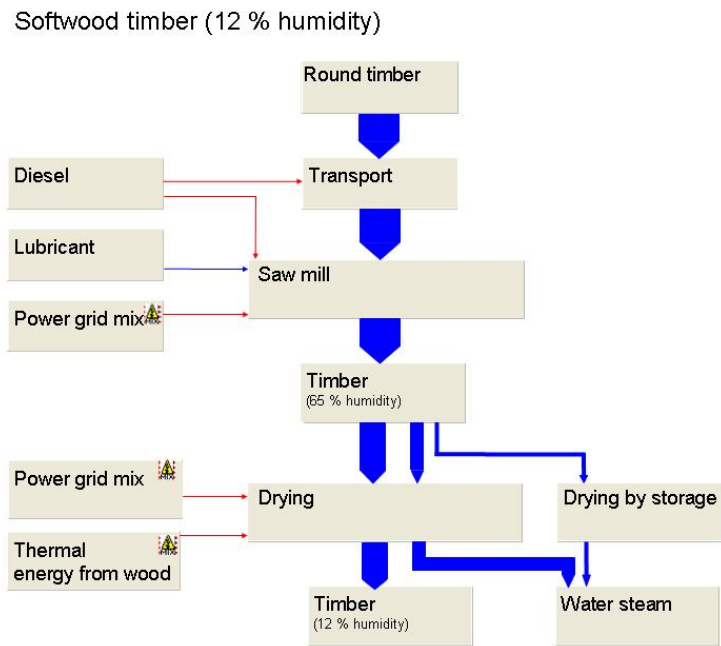 Softwood timber (12 % humidity)
Round timber
Diesel
Transport
Lubricant
Saw mill
Power grid mix
Timber
(65 % humidity)
Power grid mix
Drying
Drying by storage
Thermal
energy from wood
Timber
(12 % humidity)
Water steam